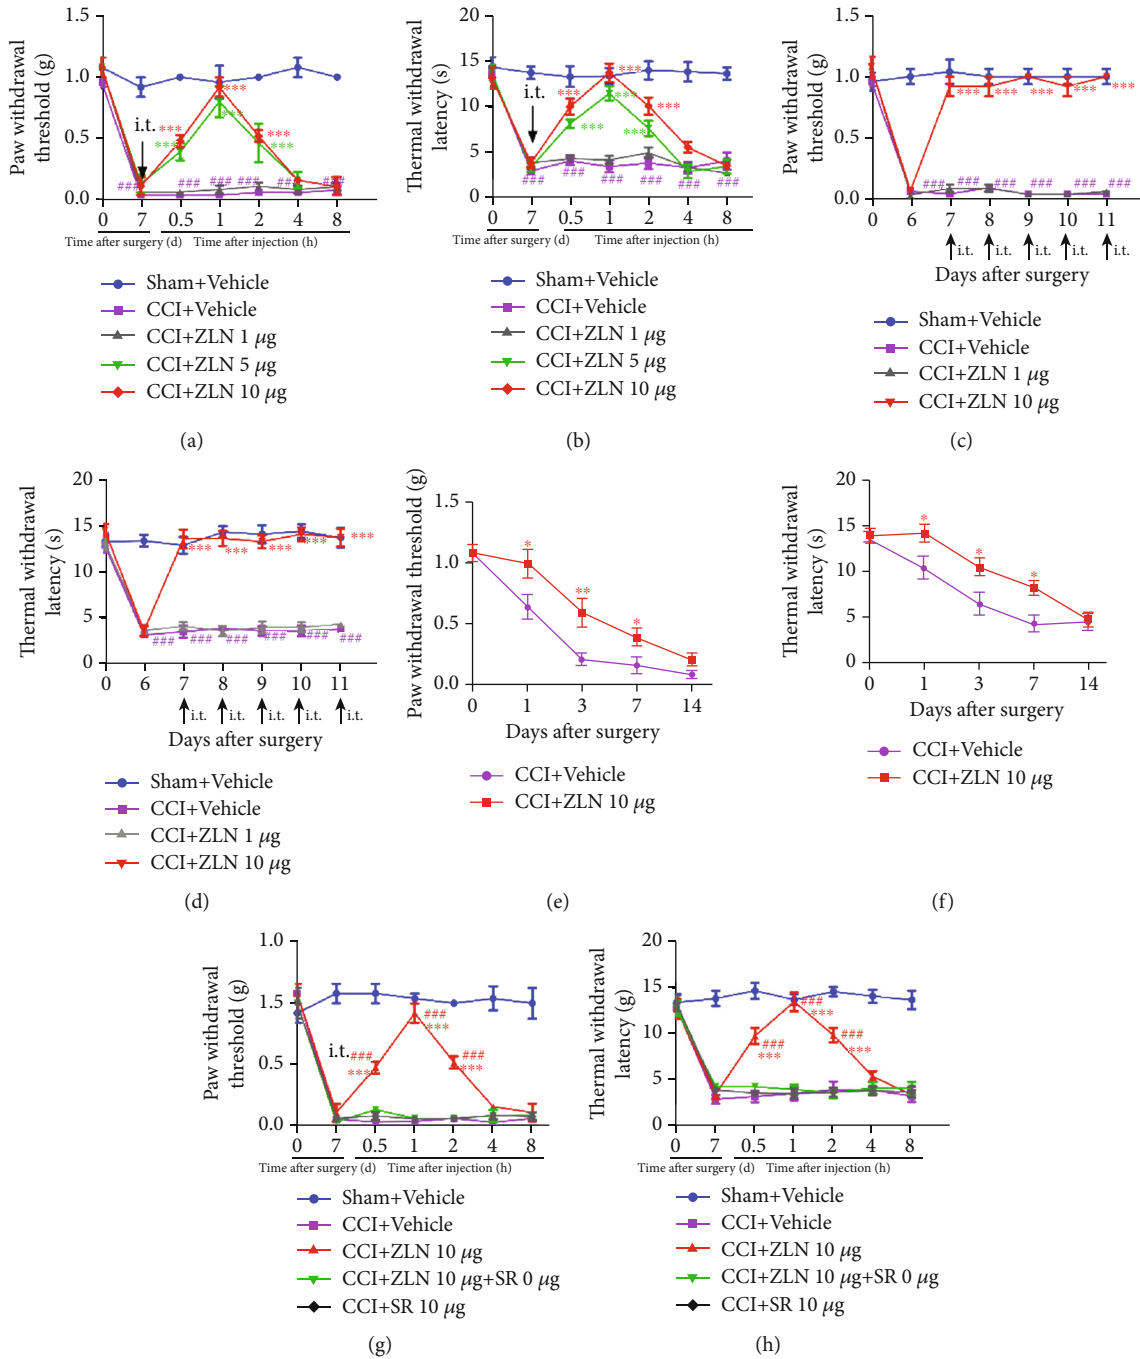 Paw withdrawal
threshold (g)
1.5
1.0
0.5
0.0
i.t.
***
***
***
***
***
***
###
###
###
###
###
###
0 7 0.5 1 2 4 8
Time after surgery (d) Time after injection (h)
Sham+Vehicle
CCI+Vehicle
CCI+ZLN 1 μg
CCI+ZLN 5 μg
CCI+ZLN 10 μg
(a)
Thermal withdrawal
latency (s)
20
15
10
5
0
i.t.
***
***
***
***
***
***
###
###
###
###
###
###
0 7 0.5 1 2 4 8
Time after surgery (d) Time after injection (h)
Sham+Vehicle
CCI+Vehicle
CCI+ZLN 1 μg
CCI+ZLN 5 μg
CCI+ZLN 10 μg
(b)
Paw withdrawal
threshold (g)
1.5
1.0
0.5
0.0
*** *** *** *** ***
### ### ### ### ###
0 6 7 8 9 10 11
i.t. i.t. i.t. i.t. i.t.
Days after surgery
Sham+Vehicle
CCI+Vehicle
CCI+ZLN 1 μg
CCI+ZLN 10 μg
(c)
Thermal withdrawal
latency (s)
20
15
10
5
0
*** *** *** *** ***
### ### ### ### ### ###
0 6 7 8 9 10 11
i.t. i.t. i.t. i.t. i.t.
Days after surgery
Sham+Vehicle
CCI+Vehicle
CCI+ZLN 1 μg
CCI+ZLN 10 μg
(d)
Paw withdrawal threshold (g)
1.5
1.0
0.5
0.0
*
**
*
0 1 3 7 14
Days after surgery
CCI+Vehicle
CCI+ZLN 10 μg
(e)
Thermal withdrawal
latency (s)
20
15
10
5
0
*
*
*
0 1 3 7 14
Days after surgery
CCI+Vehicle
CCI+ZLN 10 μg
(f)
Paw withdrawal
threshold (g)
1.0
1.5
0.5
0.0
i.t.
###
***
###
***
###
***
0 7 0.5 1 2 4 8
Time after surgery (d) Time after injection (h)
Sham+Vehicle
CCI+Vehicle
CCI+ZLN 10 μg
CCI+ZLN 10 μg+SR 0 μg
CCI+SR 10 μg
(g)
Thermal withdrawal
latency (g)
20
15
10
5
0
###
***
###
***
###
***
0 7 0.5 1 2 4 8
Time after surgery (d) Time after injection (h)
Sham+Vehicle
CCI+Vehicle
CCI+ZLN 10 μg
CCI+ZLN 10 μg+SR 0 μg
CCI+SR 10 μg
(h)